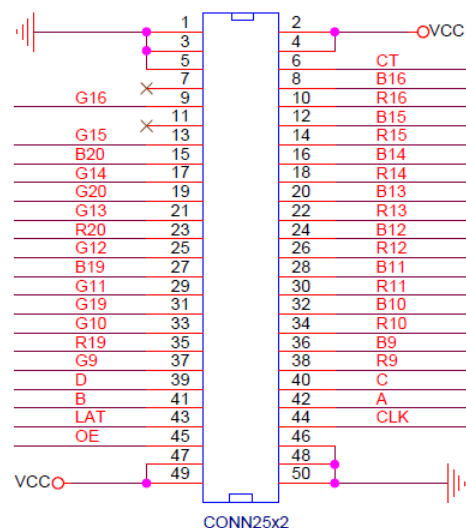 1 2 VCC
3 4
5 6 CT
7 8 B16
G16 9 10 R16
11 12 B15
G15 13 14 R15
B20 15 16 B14
G14 17 18 R14
G20 19 20 B13
G13 21 22 R13
R20 23 24 B12
G12 25 26 R12
B19 27 28 B11
G11 29 30 R11
G19 31 32 B10
G10 33 34 R10
R19 35 36 B9
G9 37 38 R9
D 39 40 C
B 41 42 A
LAT 43 44 CLK
OE 45 46
47 48
VCC 49 50
CONN25x2